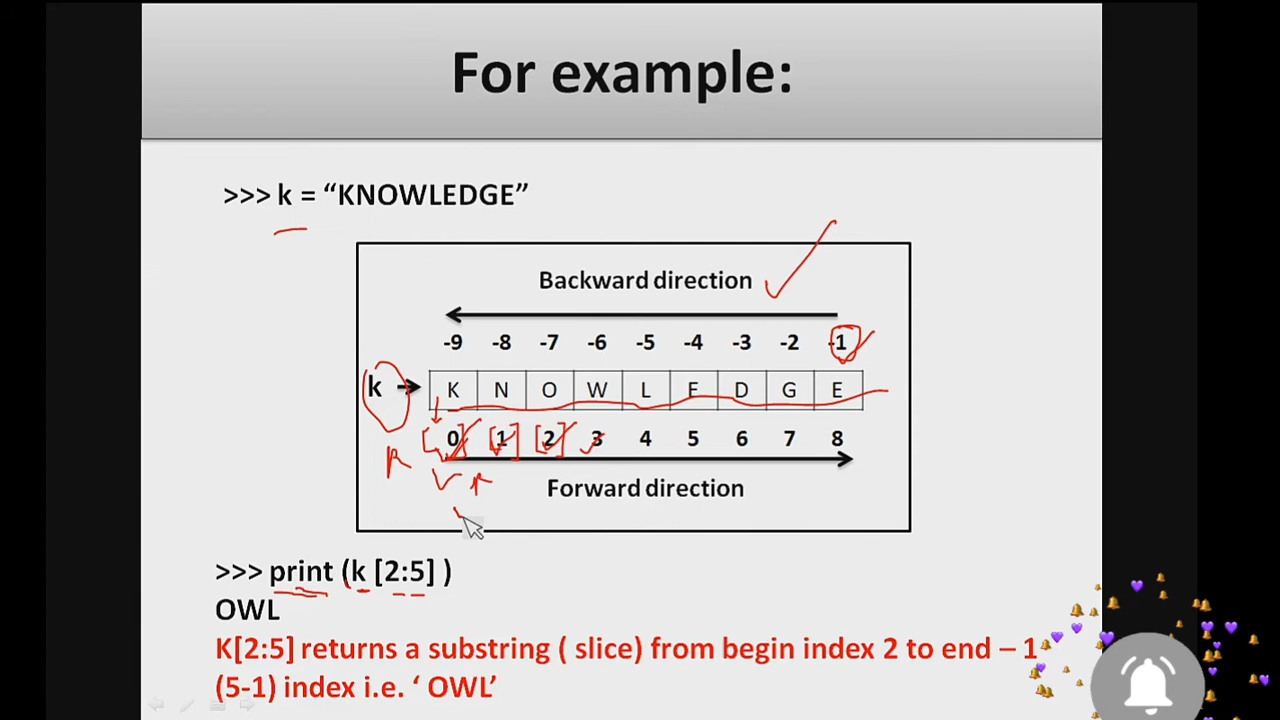 For example:
>>> k = “KNOWLEDGE”
Backward direction
-9 -8 -7 -6 -5 -4 -3 -2 -1
k K N O W L E D G E
0 1 2 3 4 5 6 7 8
Forward direction
>>> print (k [2:5] )
OWL
K[2:5] returns a substring ( slice) from begin index 2 to end – 1
(5-1) index i.e. ‘ OWL’